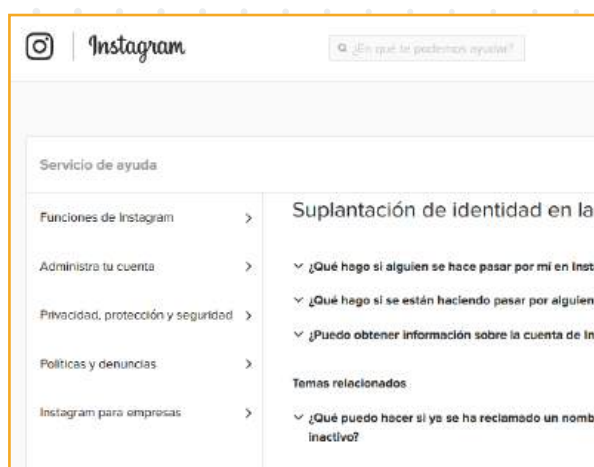 Instagram
¿En qué te podemos ayudar?
Servicio de ayuda
Funciones de Instagram
Administra tu cuenta
Privacidad, protección y seguridad
Políticas y denuncias
Instagram para empresas
Suplantación de identidad en la
¿Qué hago si alguien se hace pasar por mí en Inst
¿Qué hago si se están haciendo pasar por alguien
¿Puedo obtener información sobre la cuenta de In
Temas relacionados
¿Qué puedo hacer si ya se ha reclamado un nomb
inactivo?